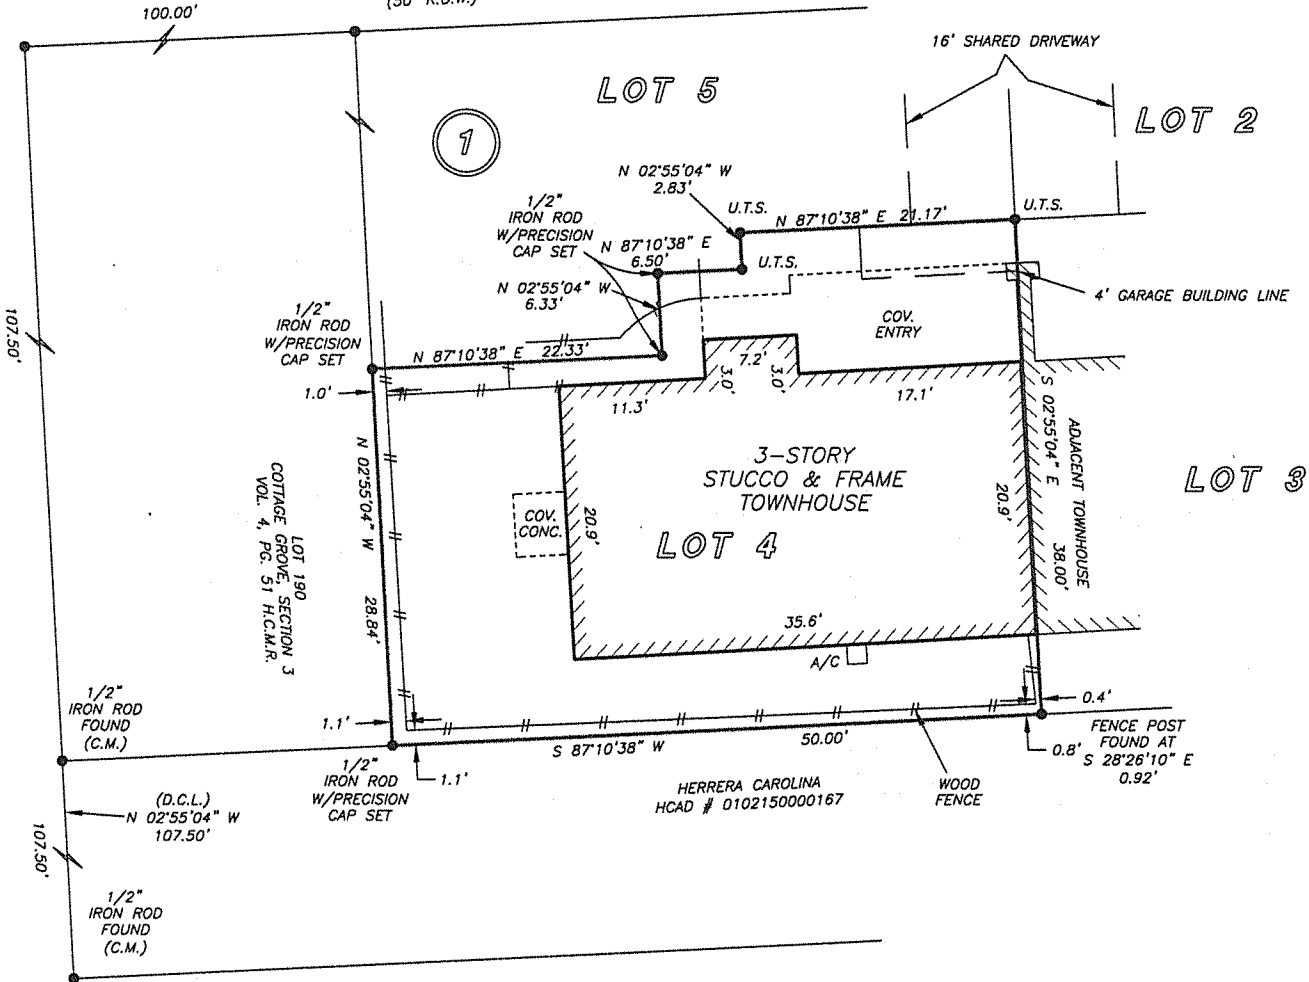 100.00'
(50' R.O.W.)
16' SHARED DRIVEWAY
LOT 5
LOT 2
1
N 02°55'04" W
2.83'
U.T.S.
N 87°10'38" E 21.17'
U.T.S.
1/2"
IRON ROD
W/PRECISION
CAP SET
N 87°10'38" E
6.50'
U.T.S.
N 02°55'04" W
6.33'
4' GARAGE BUILDING LINE
1/2"
IRON ROD
W/PRECISION
CAP SET
107.50'
COV.
ENTRY
N 87°10'38" E 22.33'
7.2'
3.0'
3.0'
1.0'
11.3'
17.1'
S 02°55'04" E
38.00'
ADJACENT TOWNHOUSE
3-STORY
STUCCO & FRAME
TOWNHOUSE
LOT 3
N 02°55'04" W
28.84'
LOT 190
COTTAGE GROVE, SECTION 3
VOL. 4, PG. 51 H.C.M.R.
COV.
CONC.
20.9'
20.9'
LOT 4
35.6'
A/C
1/2"
IRON ROD
FOUND
(C.M.)
1.1'
0.4'
S 87°10'38" W
50.00'
0.8'
FENCE POST
FOUND AT
S 28°26'10" E
0.92'
1/2"
IRON ROD
W/PRECISION
CAP SET
1.1'
HERRERA CAROLINA
HCAD # 0102150000167
WOOD
FENCE
(D.C.L.)
N 02°55'04" W
107.50'
107.50'
1/2"
IRON ROD
FOUND
(C.M.)